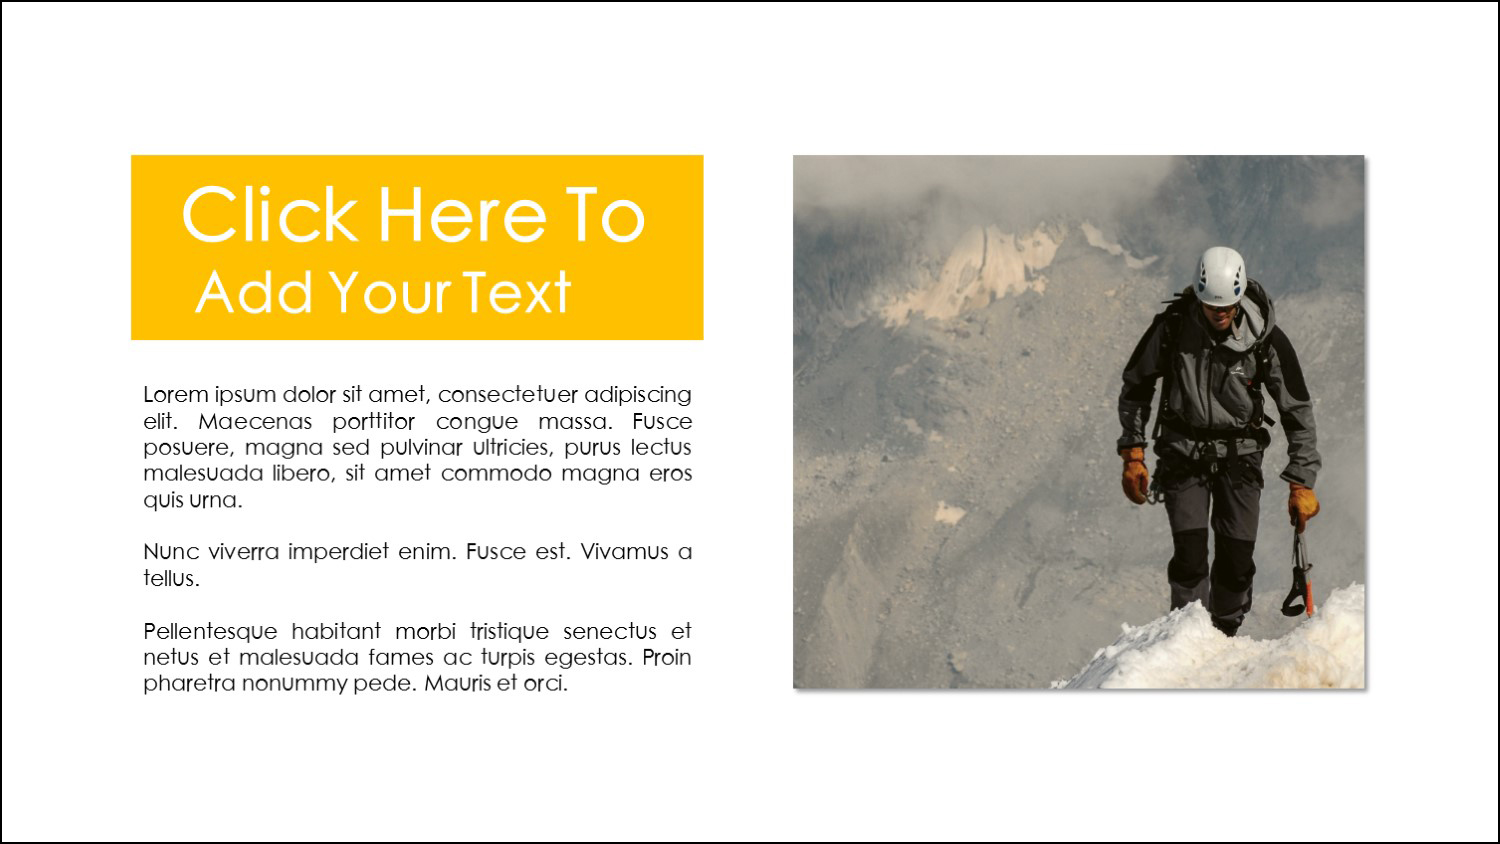 Click Here To
Add Your Text
Lorem ipsum dolor sit amet, consectetuer adipiscing
elit. Maecenas porttitor congue massa. Fusce
posuere, magna sed pulvinar ultricies, purus lectus
malesuada libero, sit amet commodo magna eros
quis urna.
Nunc viverra imperdiet enim. Fusce est. Vivamus a
tellus.
Pellentesque habitant morbi tristique senectus et
netus et malesuada fames ac turpis egestas. Proin
pharetra nonummy pede. Mauris et orci.